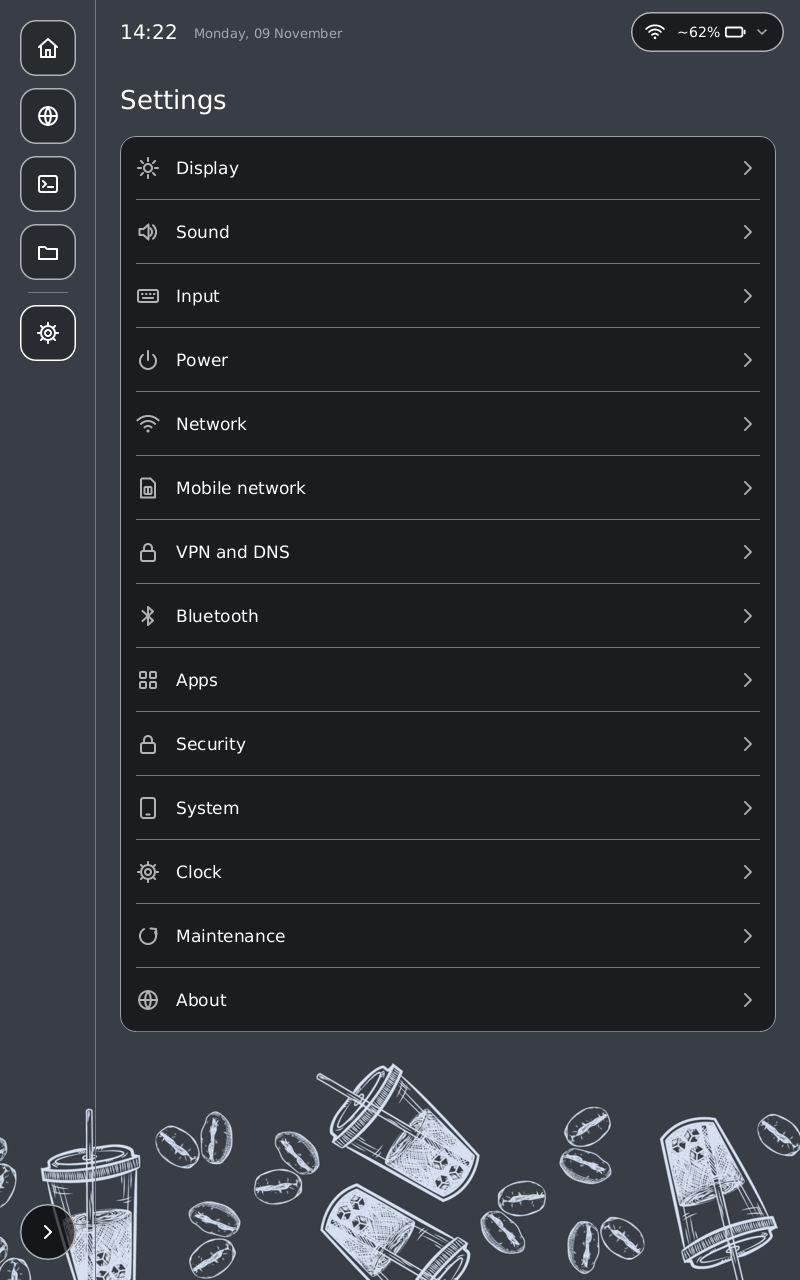 14:22 Monday, 09 November ~62%
Settings
Display
Sound
Input
Power
Network
Mobile network
VPN and DNS
Bluetooth
Apps
Security
System
Clock
Maintenance
About